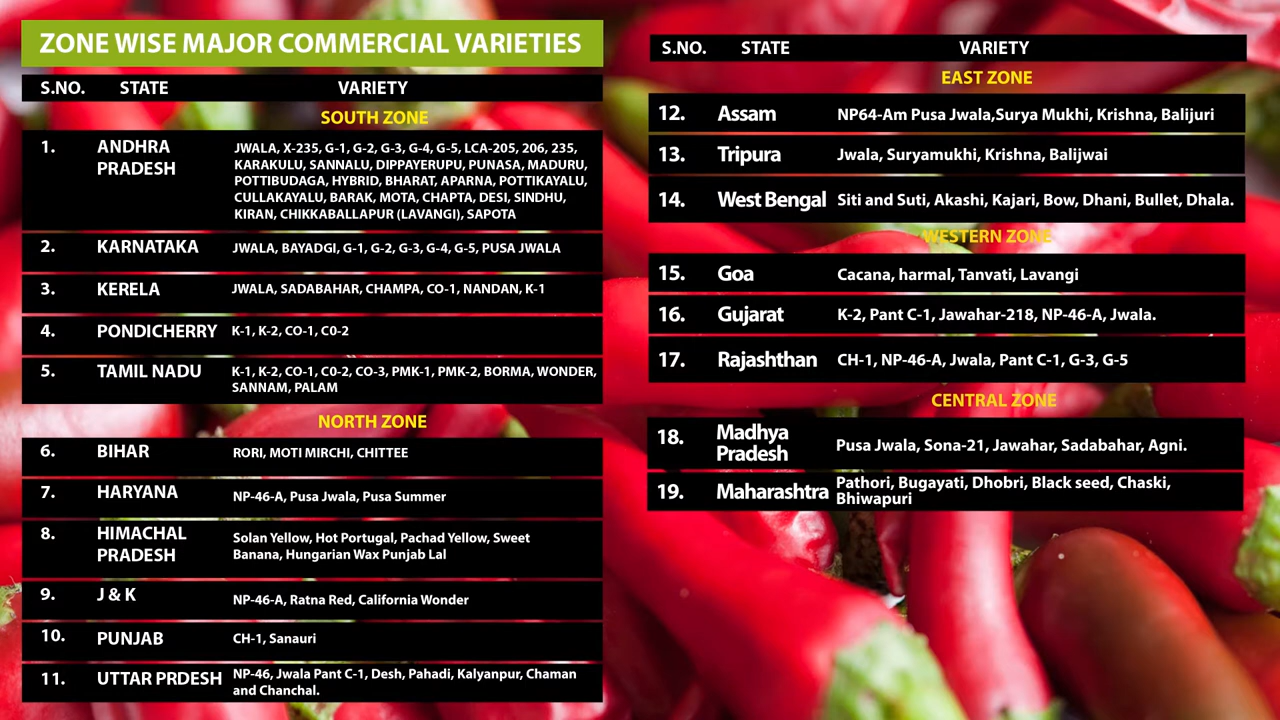 ZONE WISE MAJOR COMMERCIAL VARIETIES
S.NO. STATE VARIETY
SOUTH ZONE
1. ANDHRA PRADESH JWALA, X-235, G-1, G-2, G-3, G-4, G-5, LCA-205, 206, 235,
KARAKULU, SANNALU, DIPPAYERUPU, PUNASA, MADURU,
POTTIBUDAGA, HYBRID, BHARAT, APARNA, POTTIKAYALU,
CULLAKAYALU, BARAK, MOTA, CHAPTA, DESI, SINDHU,
KIRAN, CHIKKABALLAPUR (LAVANGI), SAPOTA
2. KARNATAKA JWALA, BAYADGI, G-1, G-2, G-3, G-4, G-5, PUSA JWALA
3. KERELA JWALA, SADABAHAR, CHAMPA, CO-1, NANDAN, K-1
4. PONDICHERRY K-1, K-2, CO-1, C0-2
5. TAMIL NADU K-1, K-2, CO-1, C0-2, CO-3, PMK-1, PMK-2, BORMA, WONDER,
SANNAM, PALAM
NORTH ZONE
6. BIHAR RORI, MOTI MIRCHI, CHITTEE
7. HARYANA NP-46-A, Pusa Jwala, Pusa Summer
8. HIMACHAL PRADESH Solan Yellow, Hot Portugal, Pachad Yellow, Sweet
Banana, Hungarian Wax Punjab Lal
9. J & K NP-46-A, Ratna Red, California Wonder
10. PUNJAB CH-1, Sanauri
11. UTTAR PRDESH NP-46, Jwala Pant C-1, Desh, Pahadi, Kalyanpur, Chaman
and Chanchal.
S.NO. STATE VARIETY
EAST ZONE
12. Assam NP64-Am Pusa Jwala,Surya Mukhi, Krishna, Balijuri
13. Tripura Jwala, Suryamukhi, Krishna, Balijwai
14. West Bengal Siti and Suti, Akashi, Kajari, Bow, Dhani, Bullet, Dhala.
WESTERN ZONE
15. Goa Cacana, harmal, Tanvati, Lavangi
16. Gujarat K-2, Pant C-1, Jawahar-218, NP-46-A, Jwala.
17. Rajashthan CH-1, NP-46-A, Jwala, Pant C-1, G-3, G-5
CENTRAL ZONE
18. Madhya Pradesh Pusa Jwala, Sona-21, Jawahar, Sadabahar, Agni.
19. Maharashtra Pathori, Bugayati, Dhobri, Black seed, Chaski,
Bhiwapuri